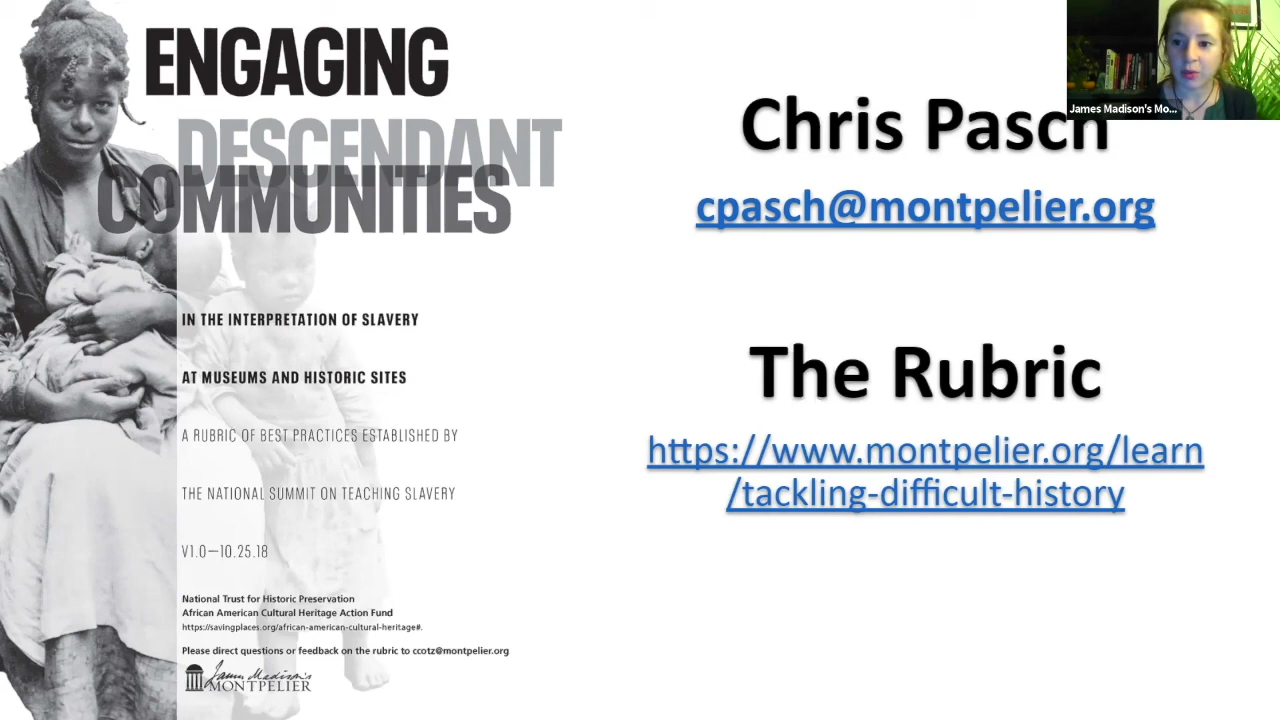 ENGAGING
DESCENDANT
COMMUNITIES
IN THE INTERPRETATION OF SLAVERY
AT MUSEUMS AND HISTORIC SITES
A RUBRIC OF BEST PRACTICES ESTABLISHED BY
THE NATIONAL SUMMIT ON TEACHING SLAVERY
V1.0—10.25.18
National Trust for Historic Preservation
African American Cultural Heritage Action Fund
https://savingplaces.org/african-american-cultural-heritage#.
Please direct questions or feedback on the rubric to ccotz@montpelier.org
James Madison's
MONTPELIER
James Madison's Mo...
Chris Pasch
cpasch@montpelier.org
The Rubric
https://www.montpelier.org/learn
/tackling-difficult-history